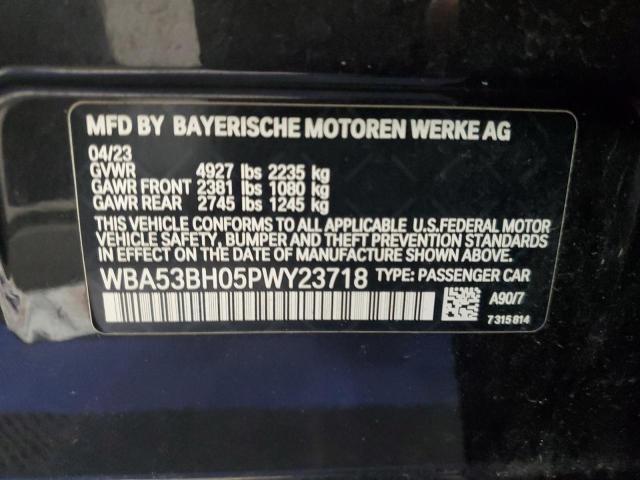 MFD BY BAYERISCHE MOTOREN WERKE AG
04/23
GVWR 4927 lbs 2235 kg
GAWR FRONT 2381 lbs 1080 kg
GAWR REAR 2745 lbs 1245 kg
THIS VEHICLE CONFORMS TO ALL APPLICABLE U.S.FEDERAL MOTOR
VEHICLE SAFETY, BUMPER AND THEFT PREVENTION STANDARDS
IN EFFECT ON THE DATE OF MANUFACTURE SHOWN ABOVE.
WBA53BH05PWY23718 TYPE: PASSENGER CAR
A90/7
7315814